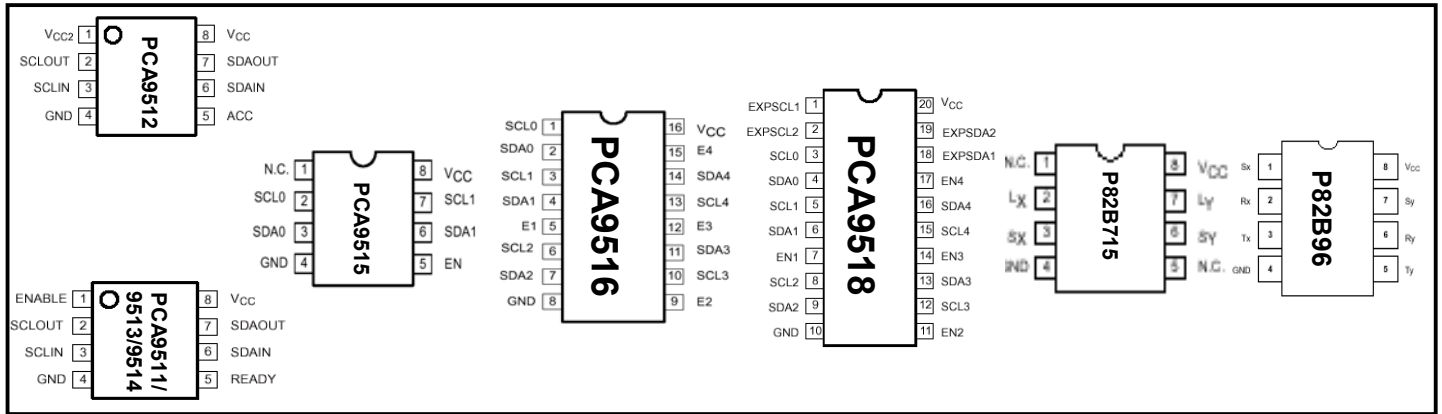 PCA9512
VCC2 1 8 VCC
SCLOUT 2 7 SDAOUT
SCLIN 3 6 SDAIN
GND 4 5 ACC
PCA9511/
9513/9514
ENABLE 1 8 VCC
SCLOUT 2 7 SDAOUT
SCLIN 3 6 SDAIN
GND 4 5 READY
PCA9515
N.C. 1 8 VCC
SCL0 2 7 SCL1
SDA0 3 6 SDA1
GND 4 5 EN
PCA9516
SCL0 1 16 VCC
SDA0 2 15 E4
SCL1 3 14 SDA4
SDA1 4 13 SCL4
E1 5 12 E3
SCL2 6 11 SDA3
SDA2 7 10 SCL3
GND 8 9 E2
PCA9518
EXPSCL1 1 20 VCC
EXPSCL2 2 19 EXPSDA2
SCL0 3 18 EXPSDA1
SDA0 4 17 EN4
SCL1 5 16 SDA4
SDA1 6 15 SCL4
EN1 7 14 EN3
SCL2 8 13 SDA3
SDA2 9 12 SCL3
GND 10 11 EN2
P82B715
N.C. 1 8 VCC
LX 2 7 LY
SX 3 6 SY
GND 4 5 N.C.
P82B96
Sx 1 8 VCC
Rx 2 7 Sy
Tx 3 6 Ry
GND 4 5 Ty